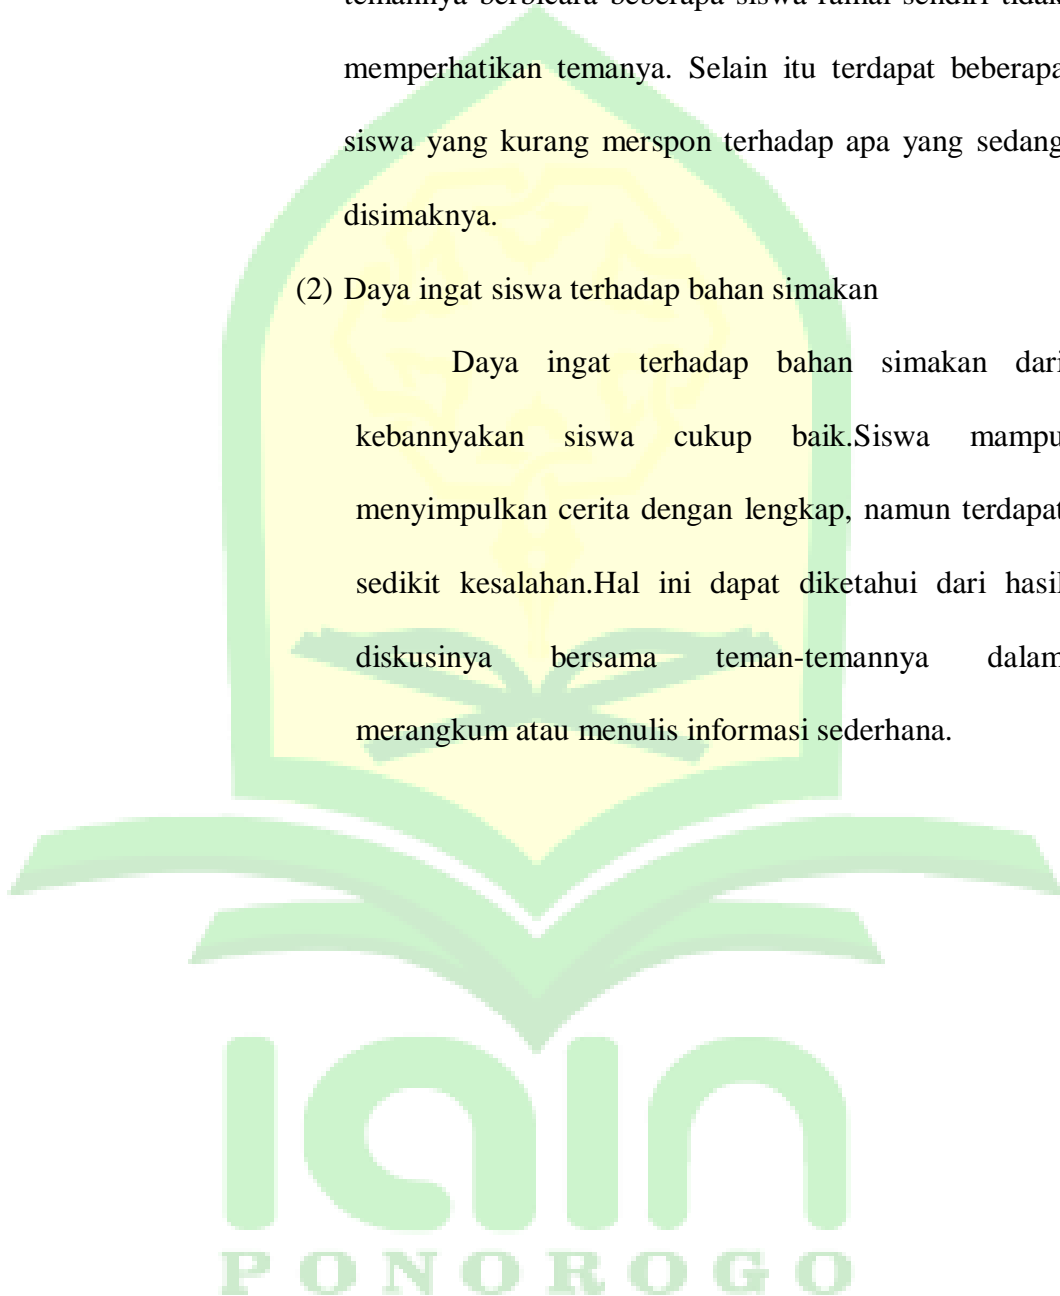 temannya berbicara beberapa siswa ramai sendiri tidak
memperhatikan temanya. Selain itu terdapat beberapa
siswa yang kurang merspon terhadap apa yang sedang
disimaknya.
(2) Daya ingat siswa terhadap bahan simakan
Daya ingat terhadap bahan simakan dari
kebannyakan siswa cukup baik.Siswa mampu
menyimpulkan cerita dengan lengkap, namun terdapat
sedikit kesalahan.Hal ini dapat diketahui dari hasil
diskusinya bersama teman-temannya dalam
merangkum atau menulis informasi sederhana.
IAIN
PONOROGO